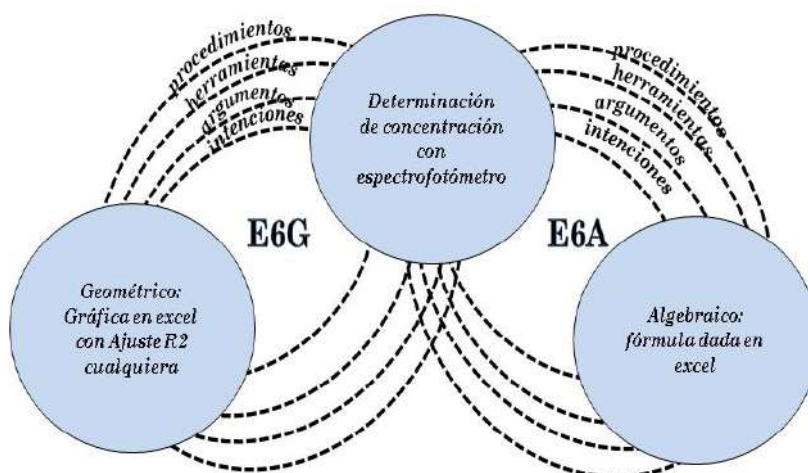 procedimientos
herramientas
argumentos
intenciones
Determinación
de concentración
con
espectrofotómetro
procedimientos
herramientas
argumentos
intenciones
E6G
E6A
Geométrico:
Gráfica en excel
con Ajuste R2
cualquiera
Algebraico:
fórmula dada en
excel